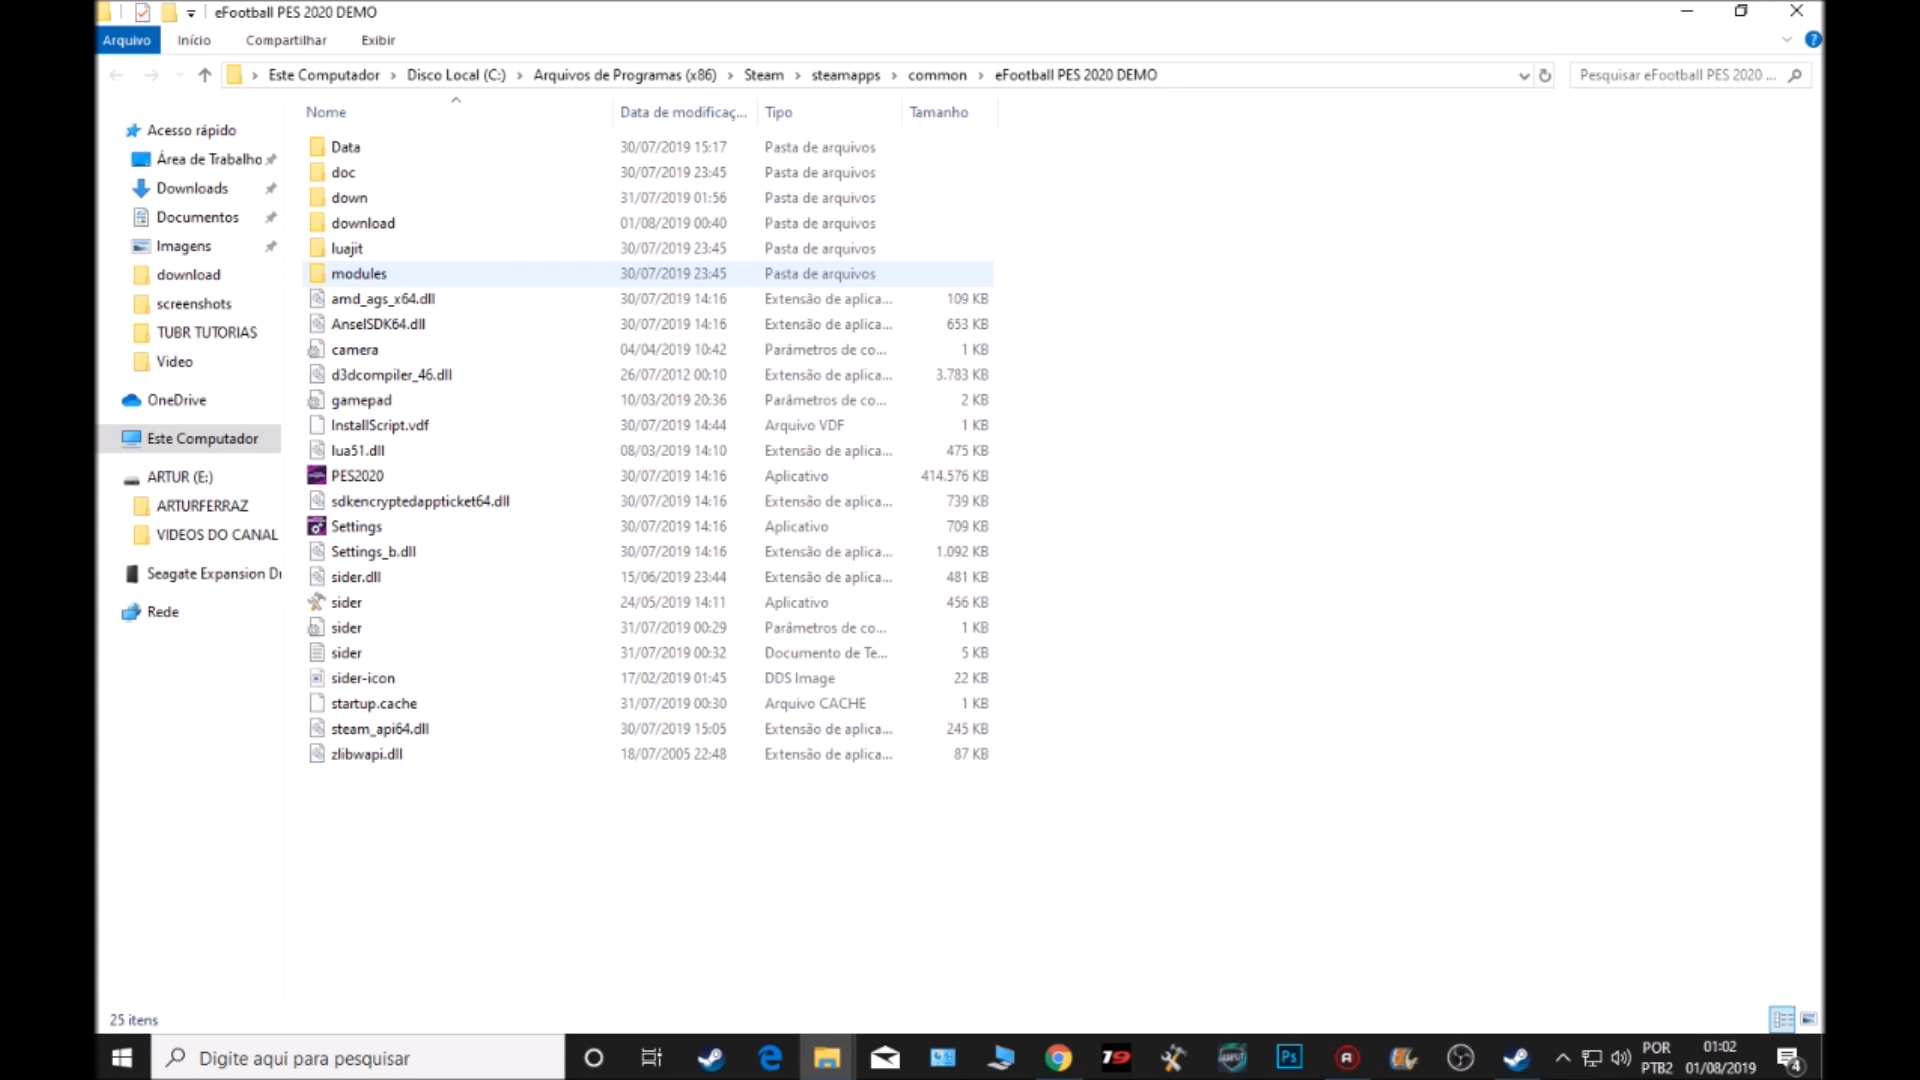 eFootball PES 2020 DEMO
Arquivo Início Compartilhar Exibir
Este Computador › Disco Local (C:) › Arquivos de Programas (x86) › Steam › steamapps › common › eFootball PES 2020 DEMO
Pesquisar eFootball PES 2020 ...
Nome Data de modificaç... Tipo Tamanho
Acesso rápido
Área de Trabalho
Downloads
Documentos
Imagens
download
screenshots
TUBR TUTORIAS
Video
OneDrive
Este Computador
ARTUR (E:)
ARTURFERRAZ
VIDEOS DO CANAL
Seagate Expansion Dr
Rede
Data 30/07/2019 15:17 Pasta de arquivos
doc 30/07/2019 23:45 Pasta de arquivos
down 31/07/2019 01:56 Pasta de arquivos
download 01/08/2019 00:40 Pasta de arquivos
luajit 30/07/2019 23:45 Pasta de arquivos
modules 30/07/2019 23:45 Pasta de arquivos
amd_ags_x64.dll 30/07/2019 14:16 Extensão de aplica... 109 KB
AnselSDK64.dll 30/07/2019 14:16 Extensão de aplica... 653 KB
camera 04/04/2019 10:42 Parâmetros de co... 1 KB
d3dcompiler_46.dll 26/07/2012 00:10 Extensão de aplica... 3.783 KB
gamepad 10/03/2019 20:36 Parâmetros de co... 2 KB
InstallScript.vdf 30/07/2019 14:44 Arquivo VDF 1 KB
lua51.dll 08/03/2019 14:10 Extensão de aplica... 475 KB
PES2020 30/07/2019 14:16 Aplicativo 414.576 KB
sdkencryptedappticket64.dll 30/07/2019 14:16 Extensão de aplica... 739 KB
Settings 30/07/2019 14:16 Aplicativo 709 KB
Settings_b.dll 30/07/2019 14:16 Extensão de aplica... 1.092 KB
sider.dll 15/06/2019 23:44 Extensão de aplica... 481 KB
sider 24/05/2019 14:11 Aplicativo 456 KB
sider 31/07/2019 00:29 Parâmetros de co... 1 KB
sider 31/07/2019 00:32 Documento de Te... 5 KB
sider-icon 17/02/2019 01:45 DDS Image 22 KB
startup.cache 31/07/2019 00:30 Arquivo CACHE 1 KB
steam_api64.dll 30/07/2019 15:05 Extensão de aplica... 245 KB
zlibwapi.dll 18/07/2005 22:48 Extensão de aplica... 87 KB
25 itens
Digite aqui para pesquisar
19
Ps
POR
PTB2
01:02
01/08/2019
4